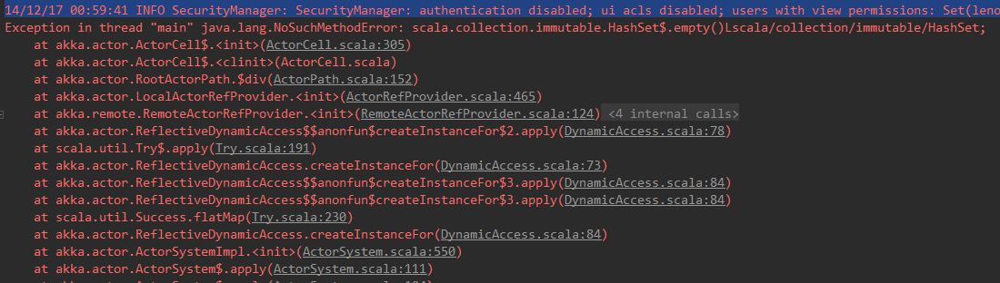 14/12/17 00:59:41 INFO SecurityManager: SecurityManager: authentication disabled; ui acls disabled; users with view permissions: Set(leno
Exception in thread "main" java.lang.NoSuchMethodError: scala.collection.immutable.HashSet$.empty()Lscala/collection/immutable/HashSet;
at akka.actor.ActorCell$.<init>(ActorCell.scala:305)
at akka.actor.ActorCell$.<clinit>(ActorCell.scala)
at akka.actor.RootActorPath.$div(ActorPath.scala:152)
at akka.actor.LocalActorRefProvider.<init>(ActorRefProvider.scala:465)
at akka.remote.RemoteActorRefProvider.<init>(RemoteActorRefProvider.scala:124) <4 internal calls>
at akka.actor.ReflectiveDynamicAccess$$anonfun$createInstanceFor$2.apply(DynamicAccess.scala:78)
at scala.util.Try$.apply(Try.scala:191)
at akka.actor.ReflectiveDynamicAccess.createInstanceFor(DynamicAccess.scala:73)
at akka.actor.ReflectiveDynamicAccess$$anonfun$createInstanceFor$3.apply(DynamicAccess.scala:84)
at akka.actor.ReflectiveDynamicAccess$$anonfun$createInstanceFor$3.apply(DynamicAccess.scala:84)
at scala.util.Success.flatMap(Try.scala:230)
at akka.actor.ReflectiveDynamicAccess.createInstanceFor(DynamicAccess.scala:84)
at akka.actor.ActorSystemImpl.<init>(ActorSystem.scala:550)
at akka.actor.ActorSystem$.apply(ActorSystem.scala:111)